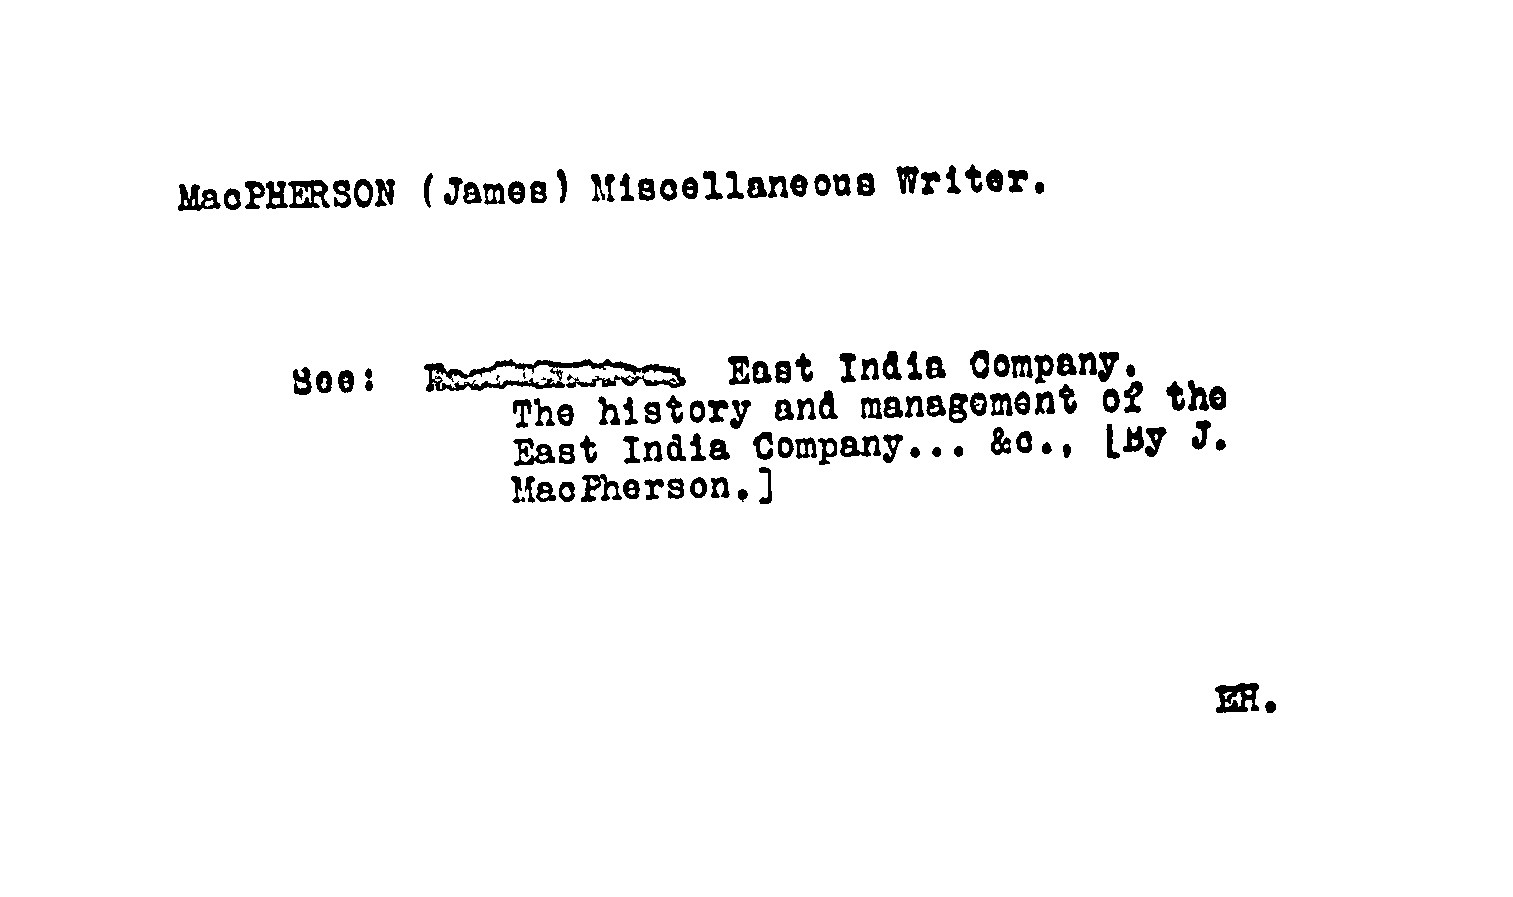 MacPHERSON (James) Miscellaneous Writer.
See: East India Company.
The history and management of the
East India Company... &c., [By J.
MacPherson.]
EH.